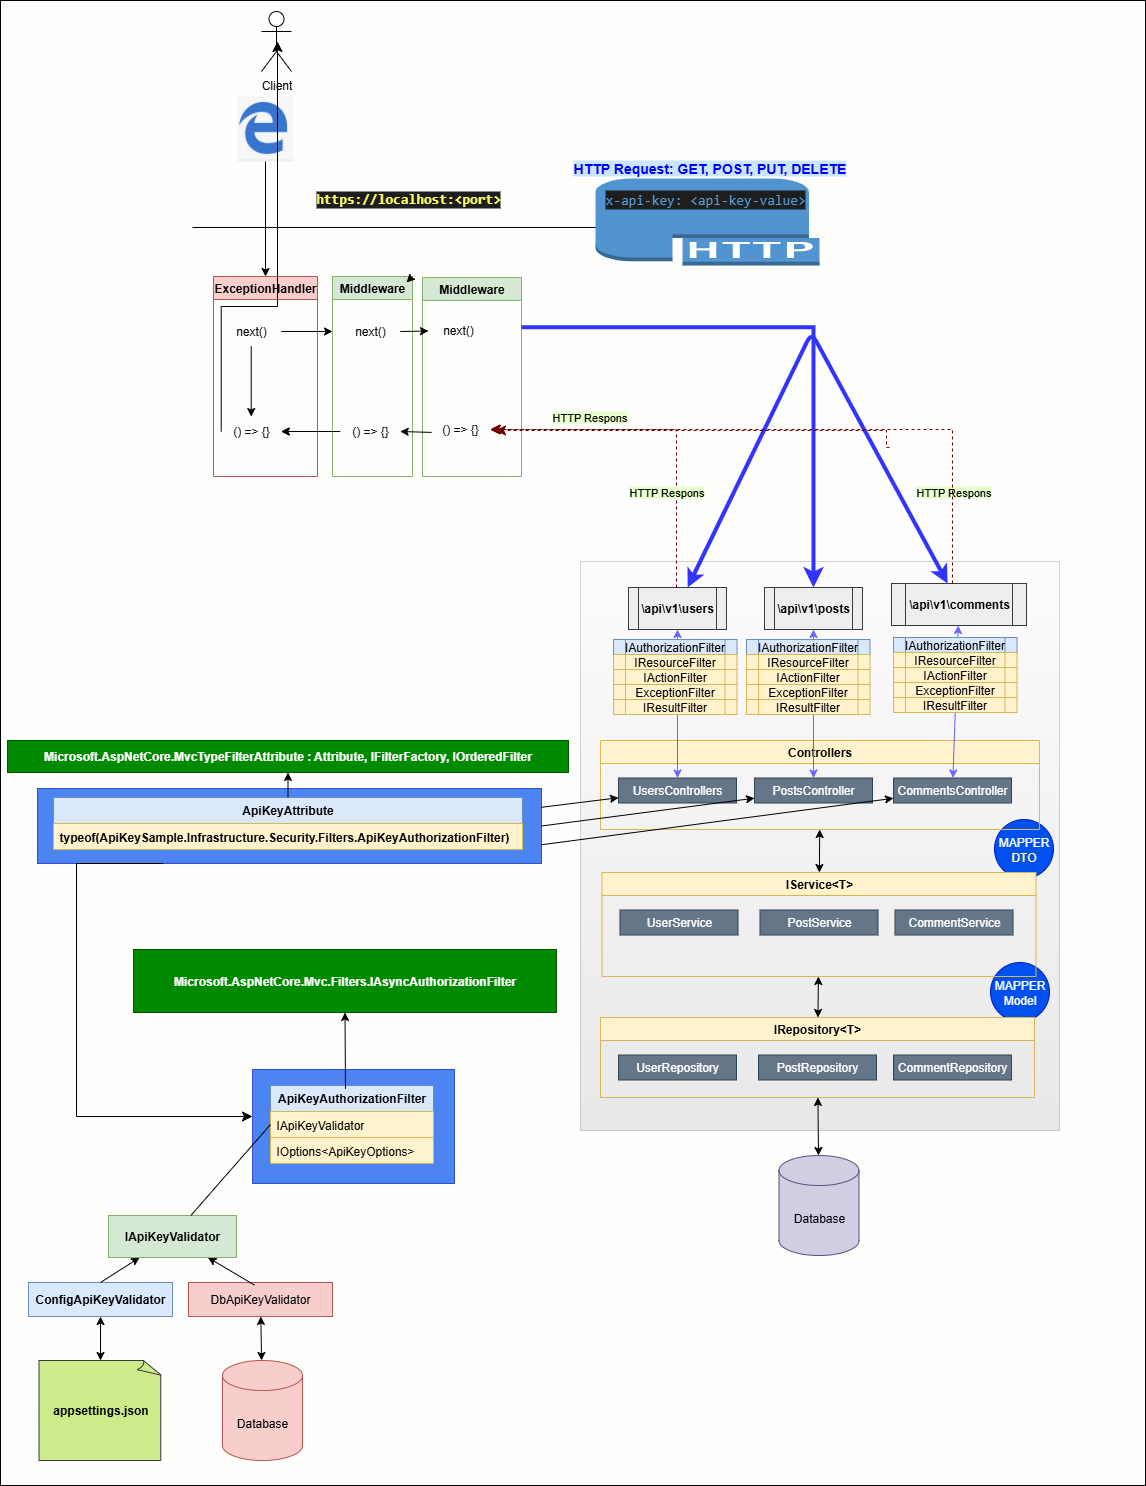 Client
HTTP Request: GET, POST, PUT, DELETE
https://localhost:<port>
x-api-key: <api-key-value>
HTTP
ExceptionHandler
Middleware
Middleware
next()
next()
next()
() => {}
() => {}
() => {}
HTTP Respons
HTTP Respons
HTTP Respons
\api\v1\users
\api\v1\posts
\api\v1\comments
IAuthorizationFilter
IResourceFilter
IActionFilter
ExceptionFilter
IResultFilter
IAuthorizationFilter
IResourceFilter
IActionFilter
ExceptionFilter
IResultFilter
IAuthorizationFilter
IResourceFilter
IActionFilter
ExceptionFilter
IResultFilter
Controllers
UsersControllers
PostsController
CommentsController
MAPPER
DTO
IService<T>
UserService
PostService
CommentService
MAPPER
Model
IRepository<T>
UserRepository
PostRepository
CommentRepository
Database
Microsoft.AspNetCore.MvcTypeFilterAttribute : Attribute, IFilterFactory, IOrderedFilter
ApiKeyAttribute
typeof(ApiKeySample.Infrastructure.Security.Filters.ApiKeyAuthorizationFilter)
Microsoft.AspNetCore.Mvc.Filters.IAsyncAuthorizationFilter
ApiKeyAuthorizationFilter
IApiKeyValidator
IOptions<ApiKeyOptions>
IApiKeyValidator
ConfigApiKeyValidator
DbApiKeyValidator
appsettings.json
Database